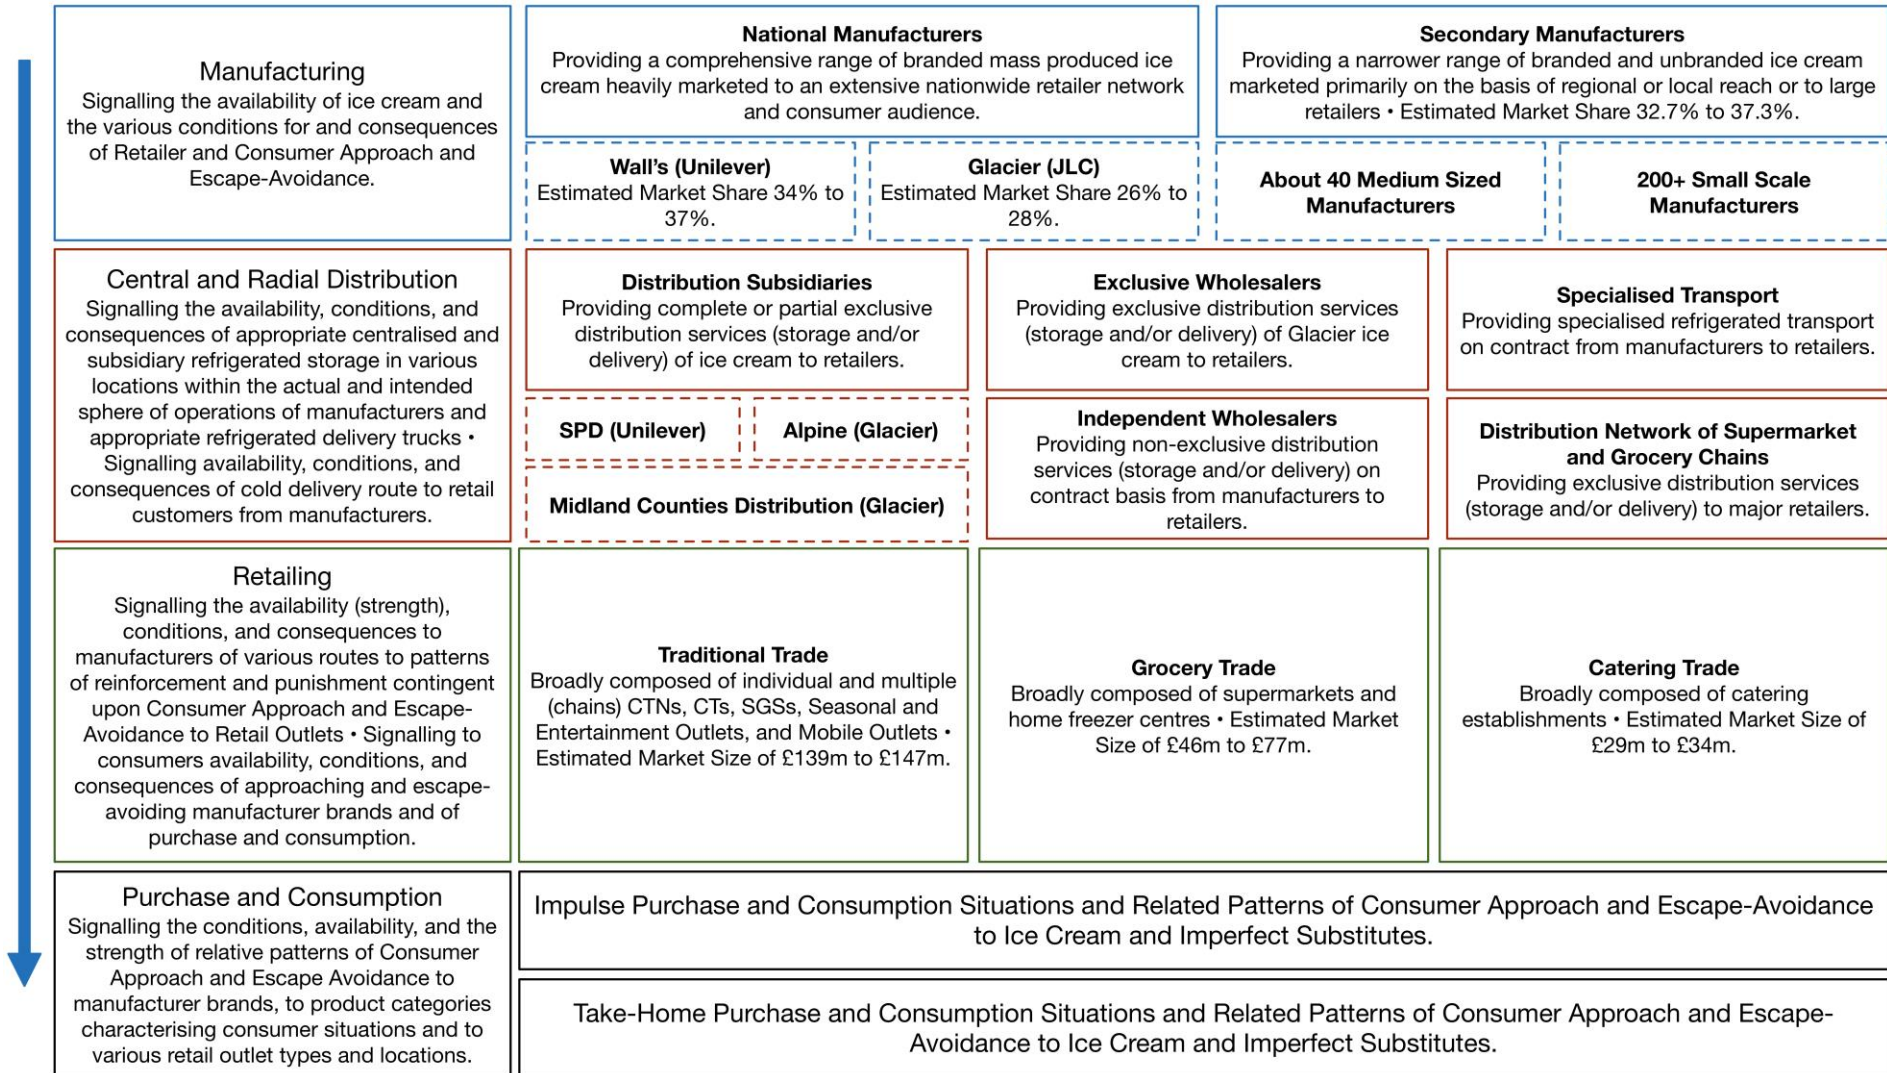 Manufacturing
Signalling the availability of ice cream and
the various conditions for and consequences
of Retailer and Consumer Approach and
Escape-Avoidance.
National Manufacturers
Providing a comprehensive range of branded mass produced ice
cream heavily marketed to an extensive nationwide retailer network
and consumer audience.
Secondary Manufacturers
Providing a narrower range of branded and unbranded ice cream
marketed primarily on the basis of regional or local reach or to large
retailers • Estimated Market Share 32.7% to 37.3%.
Wall's (Unilever)
Estimated Market Share 34% to
37%.
Glacier (JLC)
Estimated Market Share 26% to
28%.
About 40 Medium Sized
Manufacturers
200+ Small Scale
Manufacturers
Central and Radial Distribution
Signalling the availability, conditions, and
consequences of appropriate centralised and
subsidiary refrigerated storage in various
locations within the actual and intended
sphere of operations of manufacturers and
appropriate refrigerated delivery trucks •
Signalling availability, conditions, and
consequences of cold delivery route to retail
customers from manufacturers.
Distribution Subsidiaries
Providing complete or partial exclusive
distribution services (storage and/or
delivery) of ice cream to retailers.
Exclusive Wholesalers
Providing exclusive distribution services
(storage and/or delivery) of Glacier ice
cream to retailers.
Specialised Transport
Providing specialised refrigerated transport
on contract from manufacturers to retailers.
SPD (Unilever)
Alpine (Glacier)
Midland Counties Distribution (Glacier)
Independent Wholesalers
Providing non-exclusive distribution
services (storage and/or delivery) on
contract basis from manufacturers to
retailers.
Distribution Network of Supermarket
and Grocery Chains
Providing exclusive distribution services
(storage and/or delivery) to major retailers.
Retailing
Signalling the availability (strength),
conditions, and consequences to
manufacturers of various routes to patterns
of reinforcement and punishment contingent
upon Consumer Approach and Escape-
Avoidance to Retail Outlets • Signalling to
consumers availability, conditions, and
consequences of approaching and escape-
avoiding manufacturer brands and of
purchase and consumption.
Traditional Trade
Broadly composed of individual and multiple
(chains) CTNs, CTs, SGSs, Seasonal and
Entertainment Outlets, and Mobile Outlets •
Estimated Market Size of £139m to £147m.
Grocery Trade
Broadly composed of supermarkets and
home freezer centres • Estimated Market
Size of £46m to £77m.
Catering Trade
Broadly composed of catering
establishments • Estimated Market Size of
£29m to £34m.
Purchase and Consumption
Signalling the conditions, availability, and the
strength of relative patterns of Consumer
Approach and Escape Avoidance to
manufacturer brands, to product categories
characterising consumer situations and to
various retail outlet types and locations.
Impulse Purchase and Consumption Situations and Related Patterns of Consumer Approach and Escape-Avoidance
to Ice Cream and Imperfect Substitutes.
Take-Home Purchase and Consumption Situations and Related Patterns of Consumer Approach and Escape-
Avoidance to Ice Cream and Imperfect Substitutes.